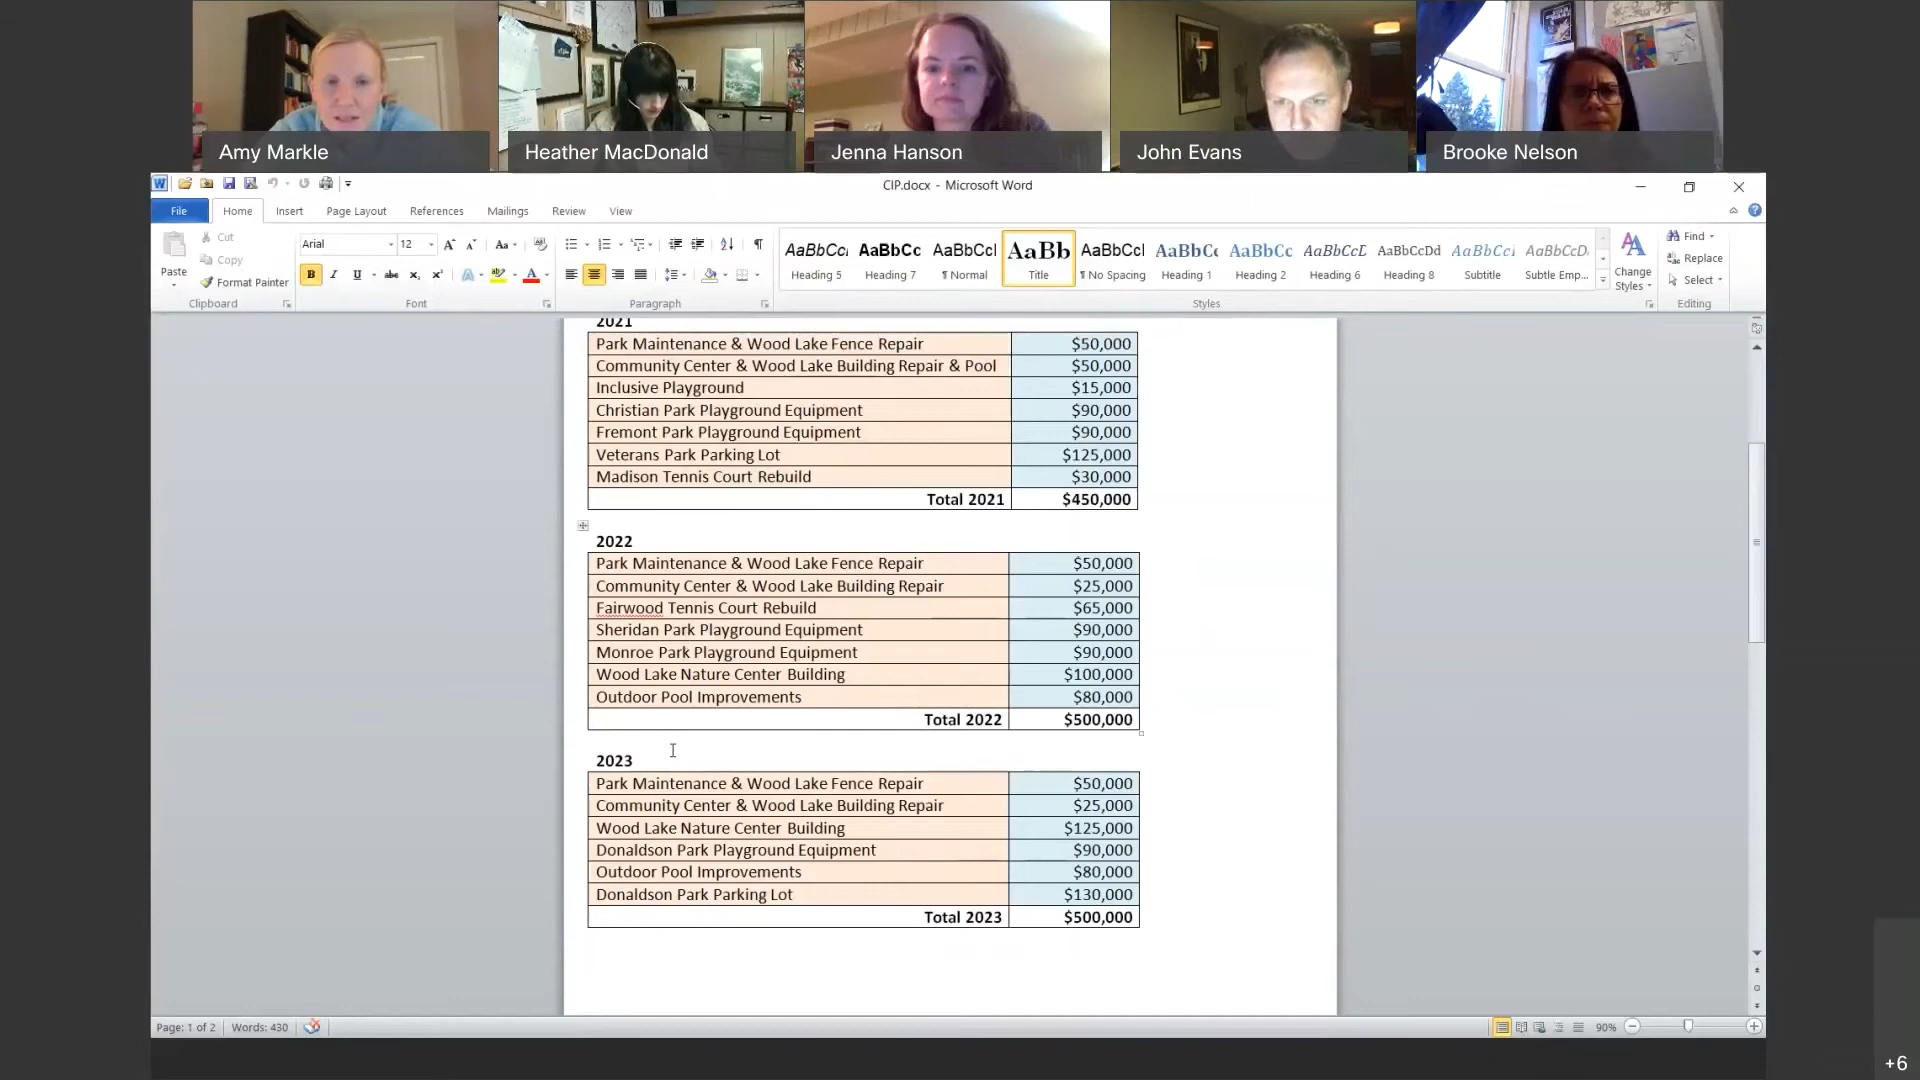 Amy Markle
Heather MacDonald
Jenna Hanson
John Evans
Brooke Nelson
CIP.docx - Microsoft Word
File Home Insert Page Layout References Mailings Review View
Cut
Copy
Paste
Format Painter
Clipboard
Arial 12
Font
Paragraph
AaBbCcI AaBbCc AaBbCcI AaBb AaBbCcI AaBbCc AaBbCc AaBbCcD AaBbCcDd AaBbCcI AaBbCcD
Heading 5 Heading 7 ¶ Normal Title ¶ No Spacing Heading 1 Heading 2 Heading 6 Heading 8 Subtitle Subtle Emp...
Styles
Change Styles
Find
Replace
Select
Editing
2021
Park Maintenance & Wood Lake Fence Repair $50,000
Community Center & Wood Lake Building Repair & Pool $50,000
Inclusive Playground $15,000
Christian Park Playground Equipment $90,000
Fremont Park Playground Equipment $90,000
Veterans Park Parking Lot $125,000
Madison Tennis Court Rebuild $30,000
Total 2021 $450,000
2022
Park Maintenance & Wood Lake Fence Repair $50,000
Community Center & Wood Lake Building Repair $25,000
Fairwood Tennis Court Rebuild $65,000
Sheridan Park Playground Equipment $90,000
Monroe Park Playground Equipment $90,000
Wood Lake Nature Center Building $100,000
Outdoor Pool Improvements $80,000
Total 2022 $500,000
2023
Park Maintenance & Wood Lake Fence Repair $50,000
Community Center & Wood Lake Building Repair $25,000
Wood Lake Nature Center Building $125,000
Donaldson Park Playground Equipment $90,000
Outdoor Pool Improvements $80,000
Donaldson Park Parking Lot $130,000
Total 2023 $500,000
Page: 1 of 2 Words: 430 90%
+6